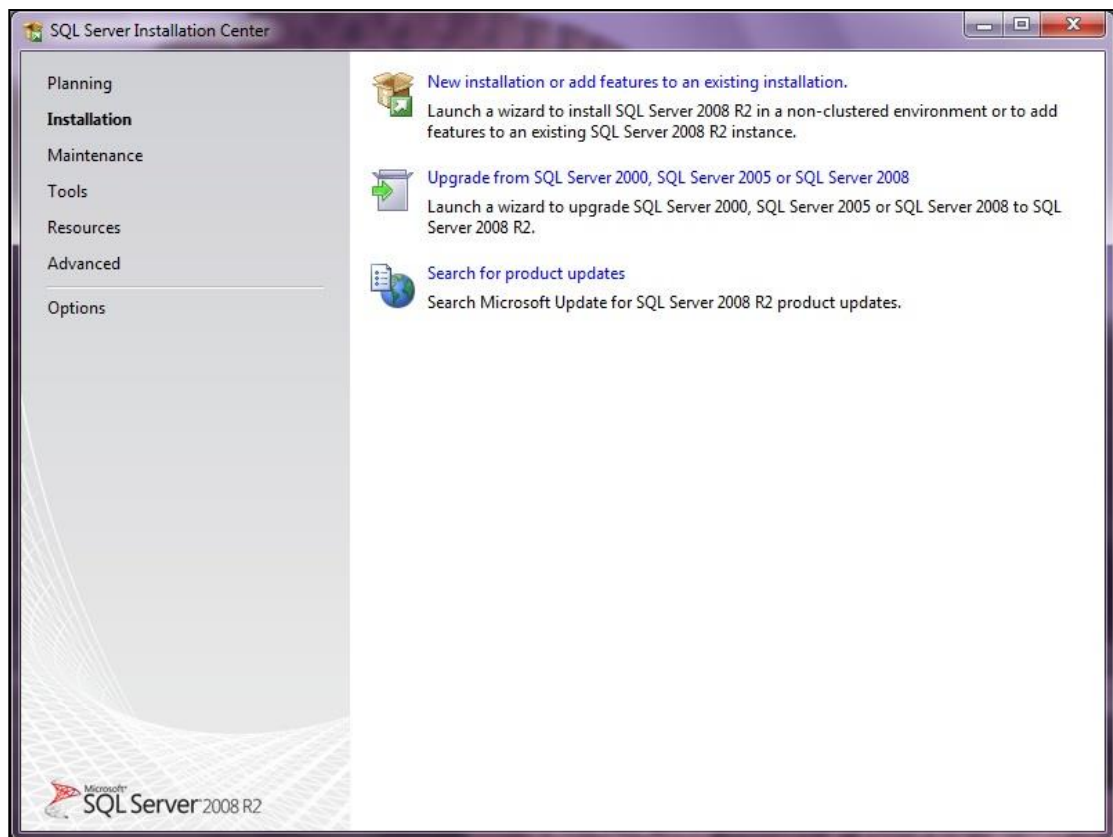 SQL Server Installation Center
Planning
Installation
Maintenance
Tools
Resources
Advanced
Options
New installation or add features to an existing installation.
Launch a wizard to install SQL Server 2008 R2 in a non-clustered environment or to add
features to an existing SQL Server 2008 R2 instance.
Upgrade from SQL Server 2000, SQL Server 2005 or SQL Server 2008
Launch a wizard to upgrade SQL Server 2000, SQL Server 2005 or SQL Server 2008 to SQL
Server 2008 R2.
Search for product updates
Search Microsoft Update for SQL Server 2008 R2 product updates.
Microsoft
SQL Server 2008 R2